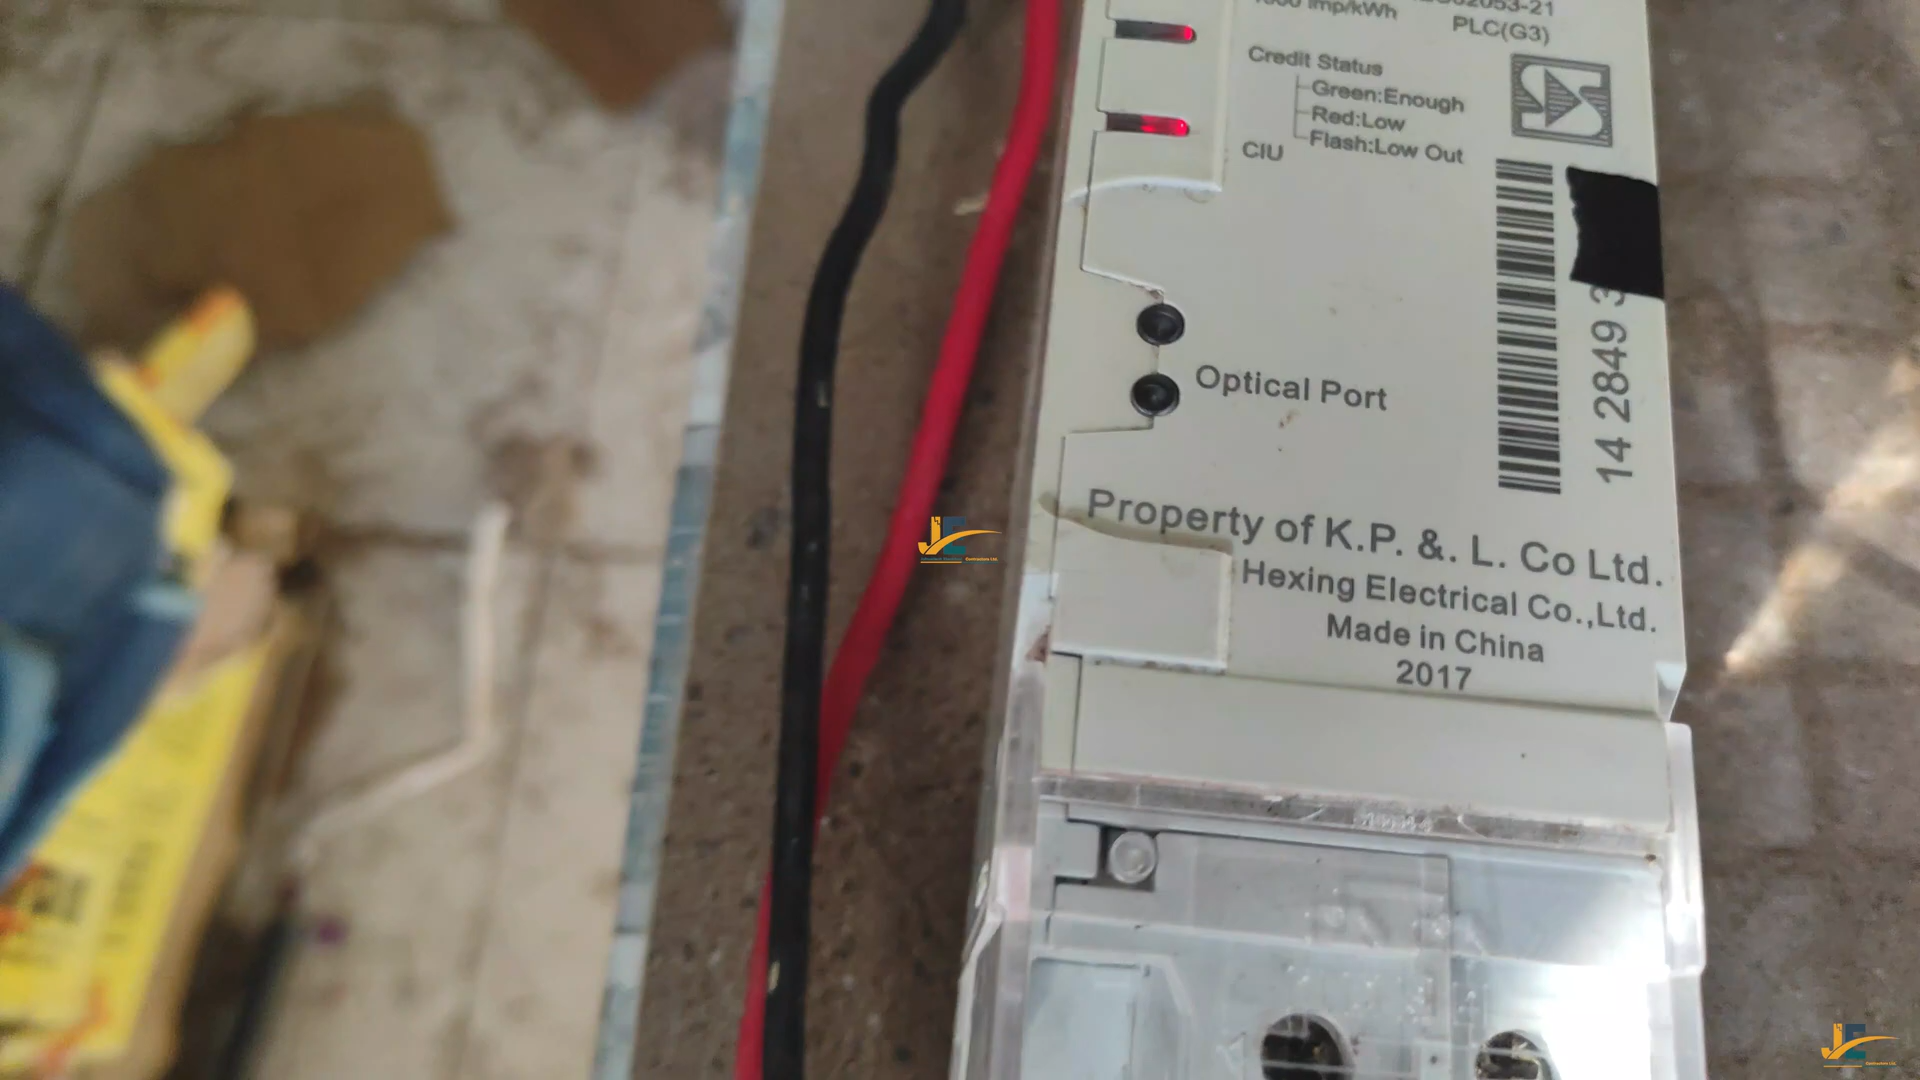 imp/kWh
PLC(G3)
Credit Status
Green:Enough
Red:Low
Flash:Low Out
CIU
Optical Port
14 2849 3
Property of K.P. &. L. Co Ltd.
Hexing Electrical Co.,Ltd.
Made in China
2017